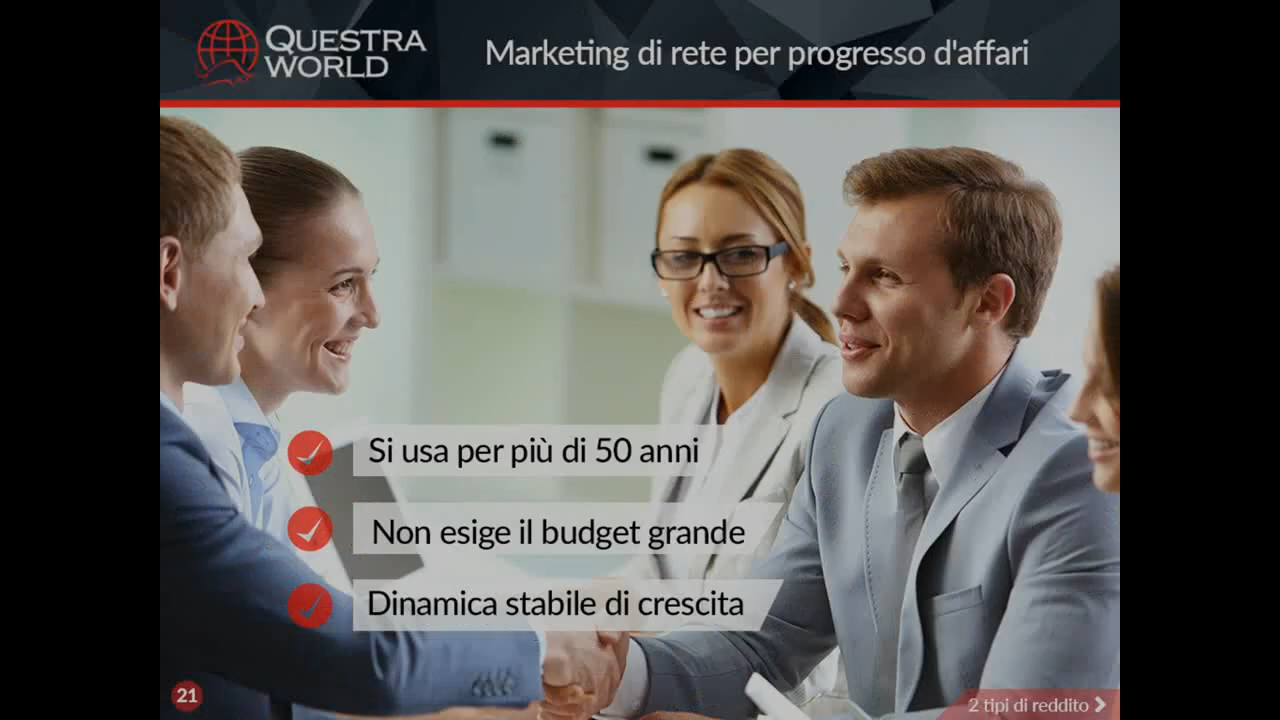 QUESTRA
WORLD
Marketing di rete per progresso d'affari
Si usa per più di 50 anni
Non esige il budget grande
Dinamica stabile di crescita
21
2 tipi di reddito